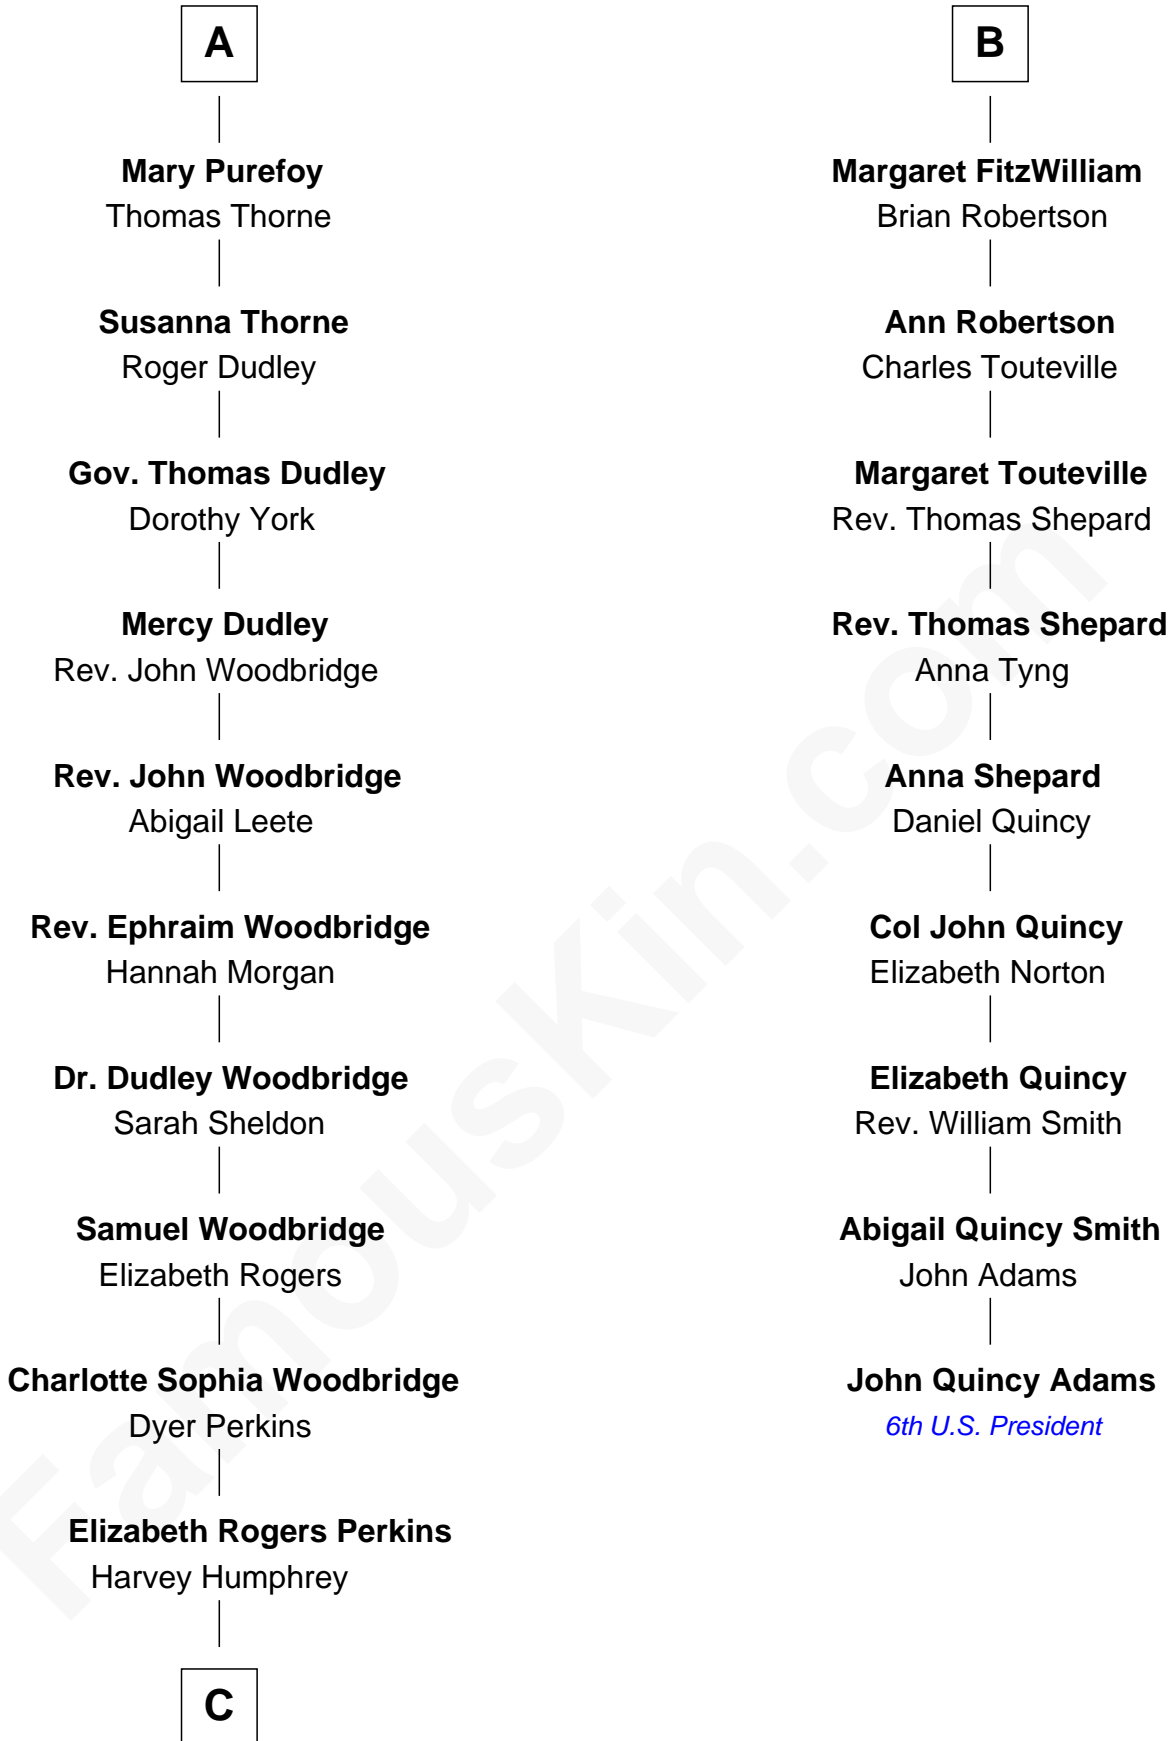 A
Mary Purefoy
Thomas Thorne
Susanna Thorne
Roger Dudley
Gov. Thomas Dudley
Dorothy York
Mercy Dudley
Rev. John Woodbridge
Rev. John Woodbridge
Abigail Leete
Rev. Ephraim Woodbridge
Hannah Morgan
Dr. Dudley Woodbridge
Sarah Sheldon
Samuel Woodbridge
Elizabeth Rogers
Charlotte Sophia Woodbridge
Dyer Perkins
Elizabeth Rogers Perkins
Harvey Humphrey
C
B
Margaret FitzWilliam
Brian Robertson
Ann Robertson
Charles Touteville
Margaret Touteville
Rev. Thomas Shepard
Rev. Thomas Shepard
Anna Tyng
Anna Shepard
Daniel Quincy
Col John Quincy
Elizabeth Norton
Elizabeth Quincy
Rev. William Smith
Abigail Quincy Smith
John Adams
John Quincy Adams
6th U.S. President
FamousKin.com